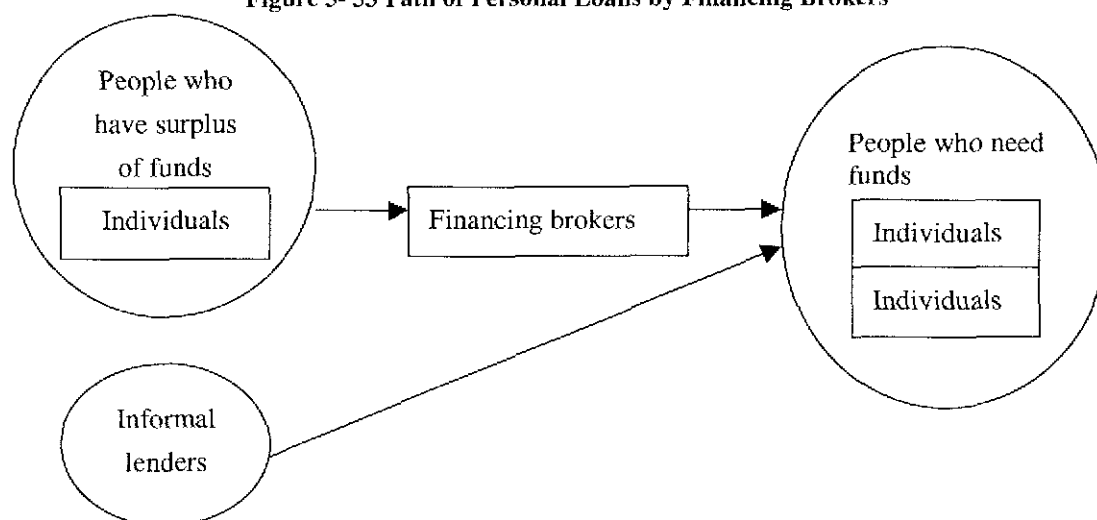 Figure 3- 33 Path of Personal Loans by Financing Brokers
People who
have surplus
of funds
Individuals
Financing brokers
People who need
funds
Individuals
Individuals
Informal
lenders